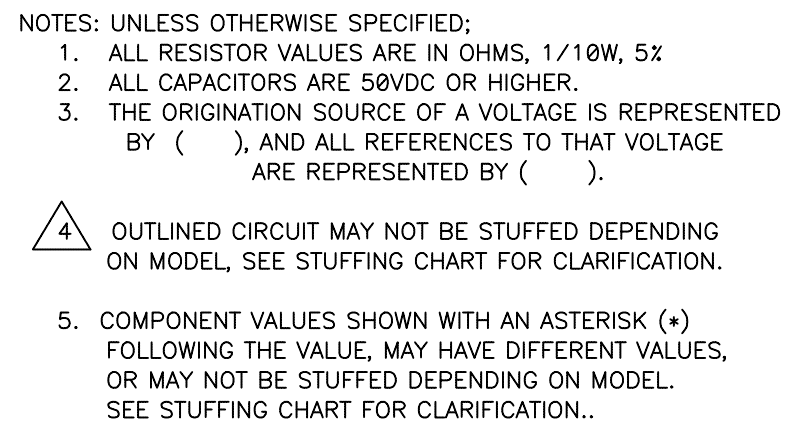 NOTES: UNLESS OTHERWISE SPECIFIED;
1. ALL RESISTOR VALUES ARE IN OHMS, 1/10W, 5%
2. ALL CAPACITORS ARE 50VDC OR HIGHER.
3. THE ORIGINATION SOURCE OF A VOLTAGE IS REPRESENTED
BY ( ), AND ALL REFERENCES TO THAT VOLTAGE
ARE REPRESENTED BY ( ).
4 OUTLINED CIRCUIT MAY NOT BE STUFFED DEPENDING
ON MODEL, SEE STUFFING CHART FOR CLARIFICATION.
5. COMPONENT VALUES SHOWN WITH AN ASTERISK (*)
FOLLOWING THE VALUE, MAY HAVE DIFFERENT VALUES,
OR MAY NOT BE STUFFED DEPENDING ON MODEL.
SEE STUFFING CHART FOR CLARIFICATION..